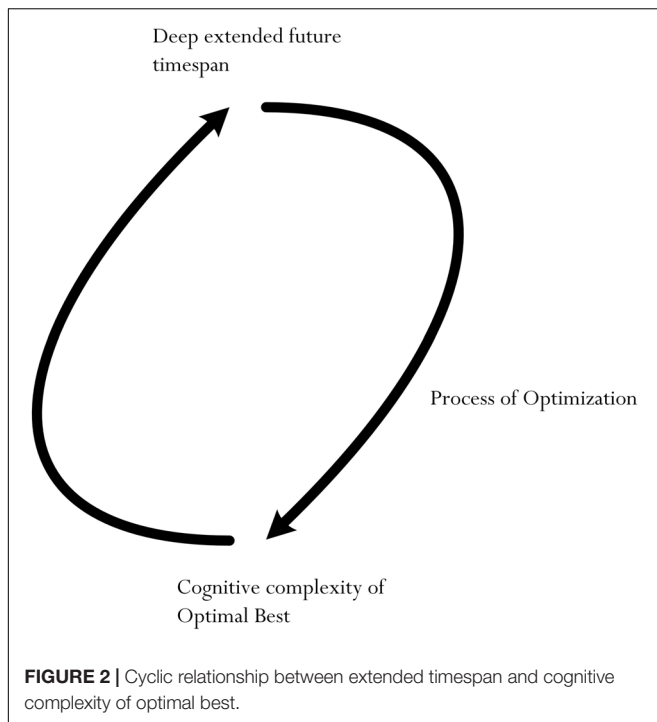 Deep extended future
timespan
Process of Optimization
Cognitive complexity of
Optimal Best
FIGURE 2 | Cyclic relationship between extended timespan and cognitive
complexity of optimal best.